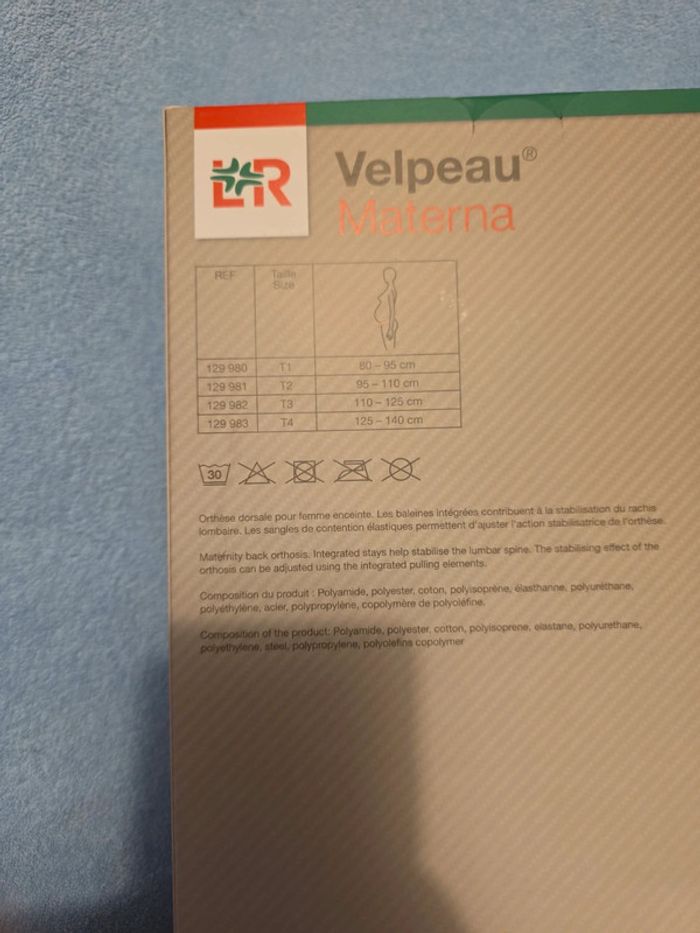 L&R
Velpeau®
Materna
REF Taille
Size
129 980 T1 80 – 95 cm
129 981 T2 95 – 110 cm
129 982 T3 110 – 125 cm
129 983 T4 125 – 140 cm
30
Orthèse dorsale pour femme enceinte. Les baleines intégrées contribuent à la stabilisation du rachis
lombaire. Les sangles de contention élastiques permettent d'ajuster l'action stabilisatrice de l'orthèse.
Maternity back orthosis. Integrated stays help stabilise the lumbar spine. The stabilising effect of the
orthosis can be adjusted using the integrated pulling elements.
Composition du produit : Polyamide, polyester, coton, polyisoprène, élasthanne, polyuréthane,
polyéthylène, acier, polypropylène, copolymère de polyoléfine.
Composition of the product: Polyamide, polyester, cotton, polyisoprene, elastane, polyurethane,
polyethylene, steel, polypropylene, polyolefins copolymer